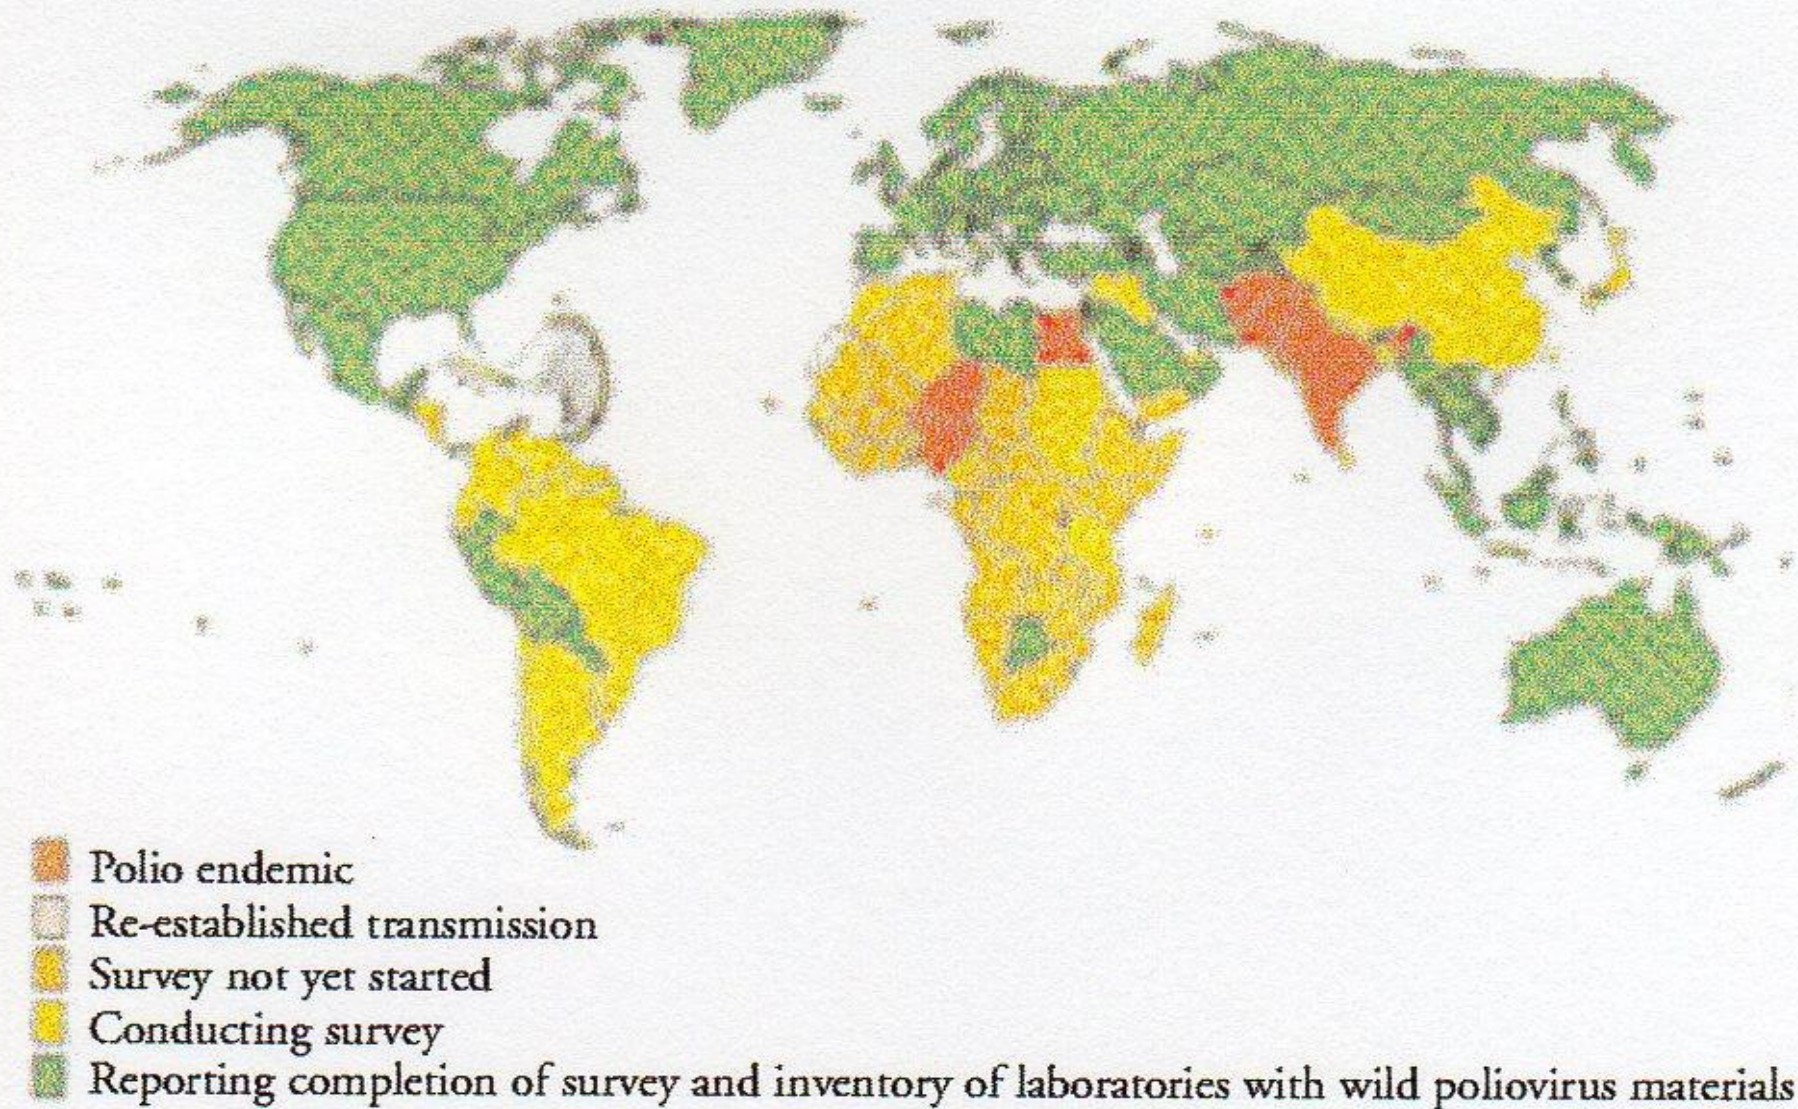 Polio endemic
Re-established transmission
Survey not yet started
Conducting survey
Reporting completion of survey and inventory of laboratories with wild poliovirus materials